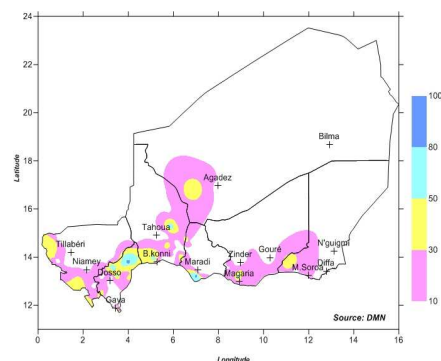 24
22
20
18
16
14
12
Latitude
0 2 4 6 8 10 12 14 16
Longitude
Bilma
Agadez
Tahoua
Tillabéri
Niamey
Dosso
B.konni
Gaya
Maradi
Zinder
Gouré
Magaria
M.Soroa
Diffa
N'guigmi
Source: DMN
100
80
50
30
10